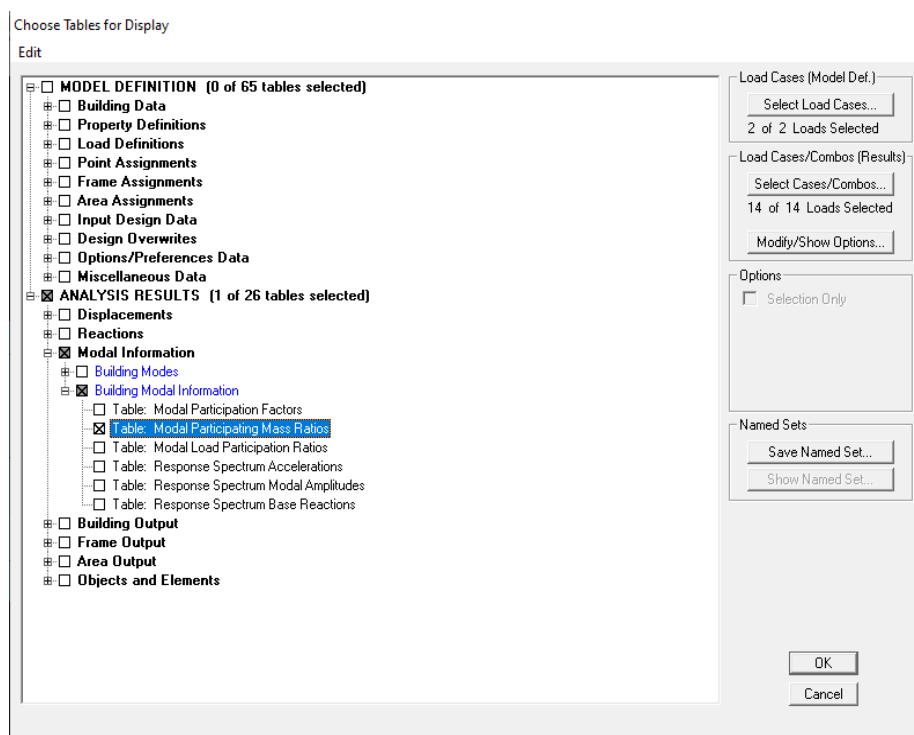 Choose Tables for Display
Edit
MODEL DEFINITION (0 of 65 tables selected)
Building Data
Property Definitions
Load Definitions
Point Assignments
Frame Assignments
Area Assignments
Input Design Data
Design Overwrites
Options/Preferences Data
Miscellaneous Data
ANALYSIS RESULTS (1 of 26 tables selected)
Displacements
Reactions
Modal Information
Building Modes
Building Modal Information
Table: Modal Participation Factors
Table: Modal Participating Mass Ratios
Table: Modal Load Participation Ratios
Table: Response Spectrum Accelerations
Table: Response Spectrum Modal Amplitudes
Table: Response Spectrum Base Reactions
Building Output
Frame Output
Area Output
Objects and Elements
Load Cases (Model Def.)
Select Load Cases...
2 of 2 Loads Selected
Load Cases/Combos (Results)
Select Cases/Combos...
14 of 14 Loads Selected
Modify/Show Options...
Options
Selection Only
Named Sets
Save Named Set...
Show Named Set...
OK
Cancel